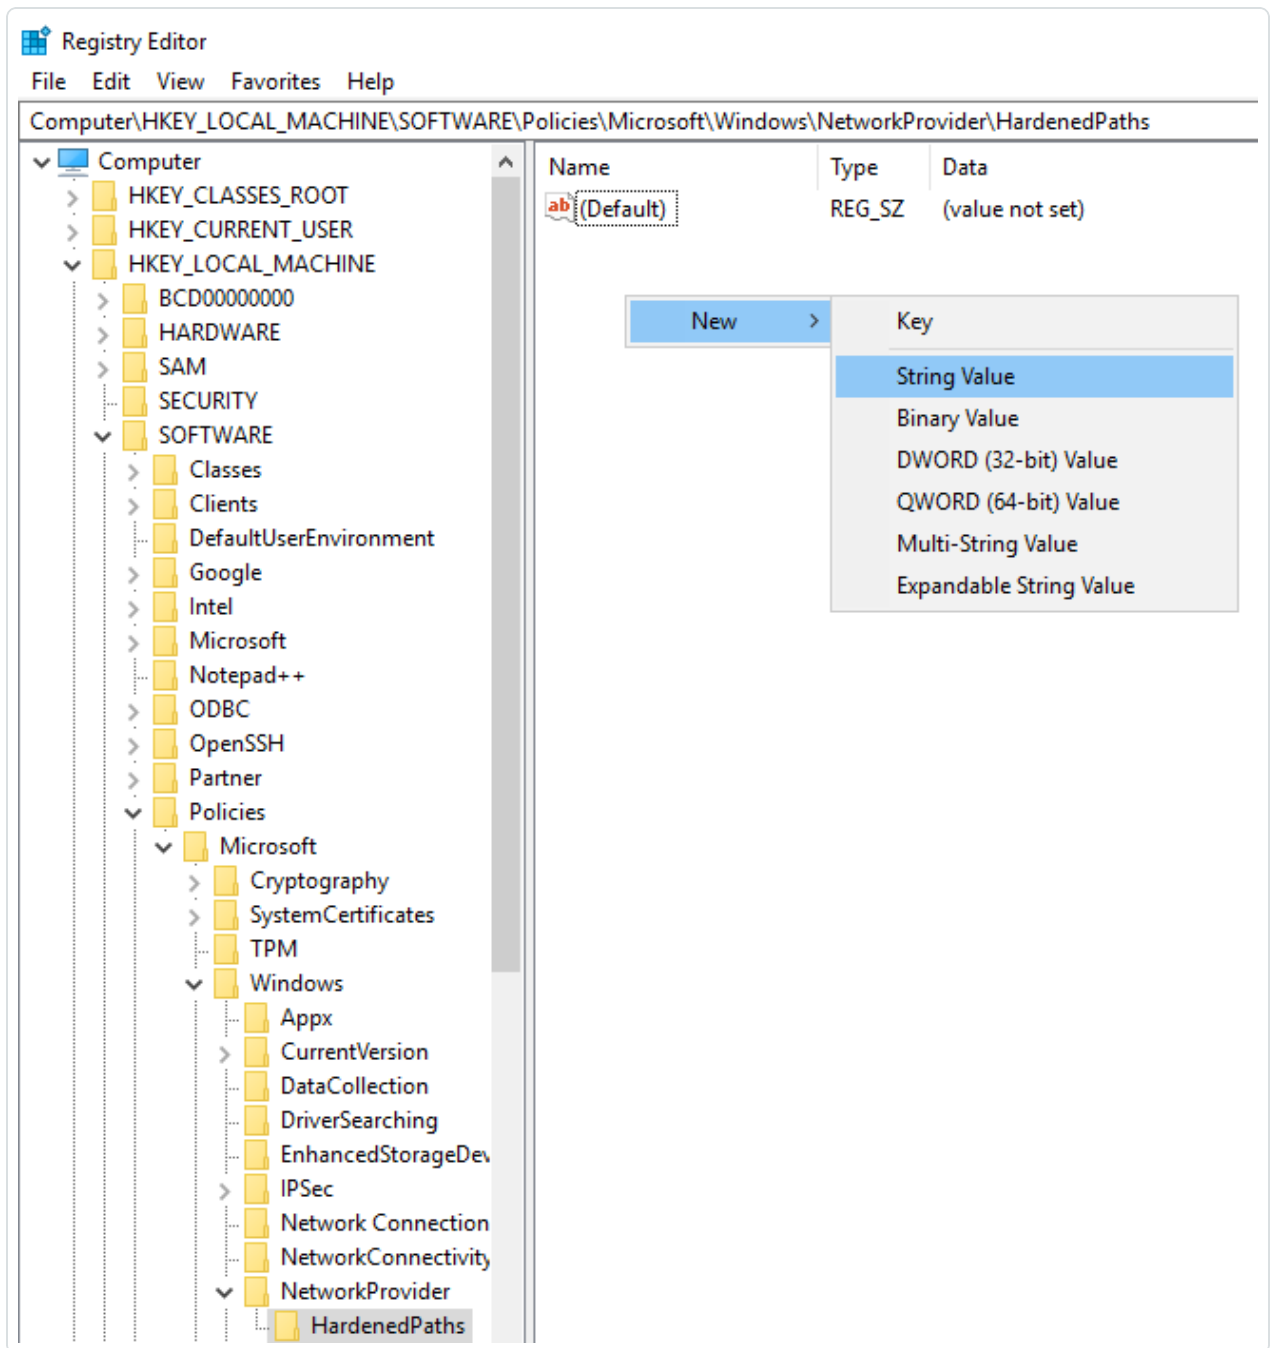 Registry Editor
File Edit View Favorites Help
Computer\HKEY_LOCAL_MACHINE\SOFTWARE\Policies\Microsoft\Windows\NetworkProvider\HardenedPaths
Computer
HKEY_CLASSES_ROOT
HKEY_CURRENT_USER
HKEY_LOCAL_MACHINE
BCD00000000
HARDWARE
SAM
SECURITY
SOFTWARE
Classes
Clients
DefaultUserEnvironment
Google
Intel
Microsoft
Notepad++
ODBC
OpenSSH
Partner
Policies
Microsoft
Cryptography
SystemCertificates
TPM
Windows
Appx
CurrentVersion
DataCollection
DriverSearching
EnhancedStorageDev
IPSec
Network Connection
NetworkConnectivity
NetworkProvider
HardenedPaths
Name Type Data
ab (Default) REG_SZ (value not set)
New
Key
String Value
Binary Value
DWORD (32-bit) Value
QWORD (64-bit) Value
Multi-String Value
Expandable String Value